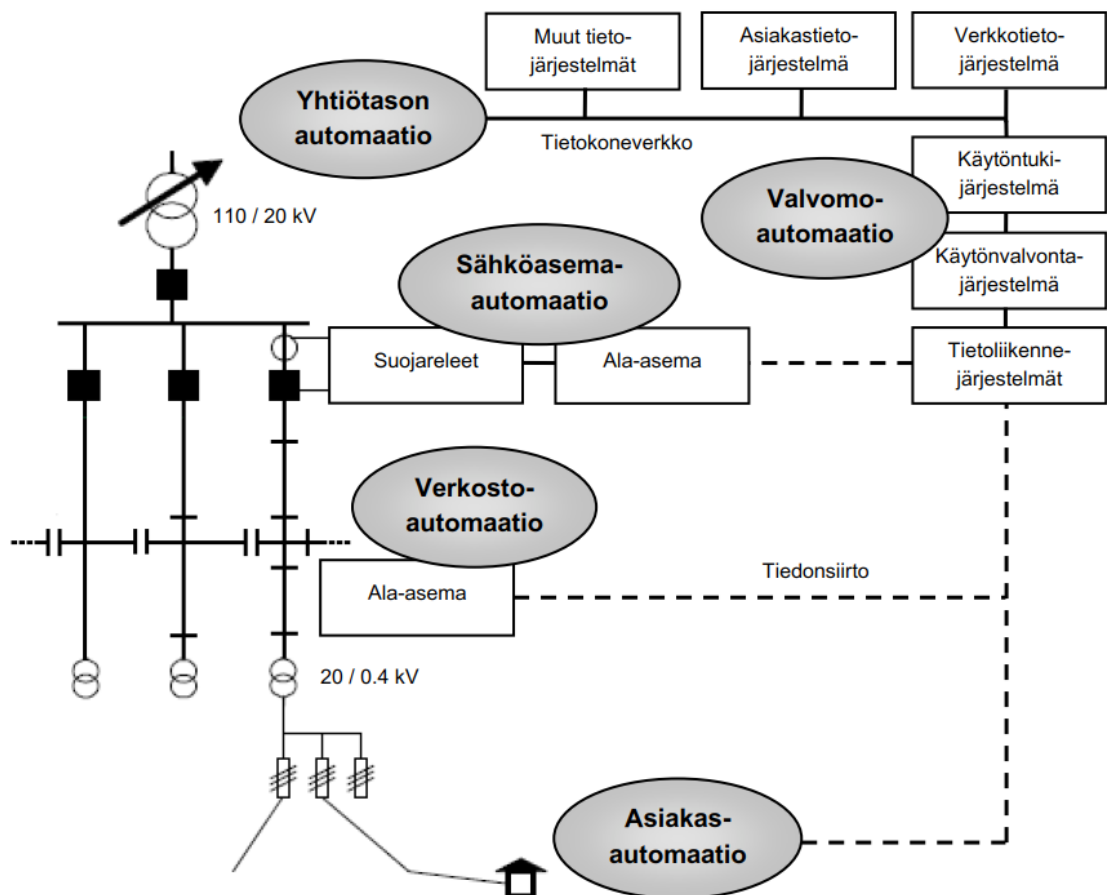 Muut tieto-
järjestelmät
Asiakastieto-
järjestelmä
Verkkotieto-
järjestelmä
Yhtiötason
automaatio
Tietokoneverkko
Käytöntuki-
järjestelmä
Valvomo-
automaatio
110 / 20 kV
Käytönvalvonta-
järjestelmä
Sähköasema-
automaatio
Suojareleet
Ala-asema
Tietoliikenne-
järjestelmät
Verkosto-
automaatio
Ala-asema
Tiedonsiirto
20 / 0.4 kV
Asiakas-
automaatio